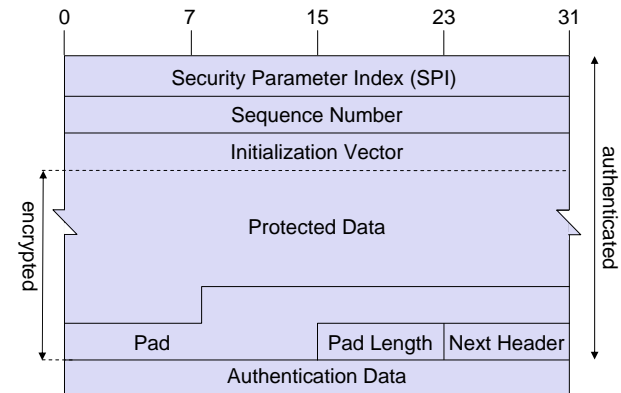 0 7 15 23 31
Security Parameter Index (SPI)
Sequence Number
Initialization Vector
authenticated
encrypted
Protected Data
Pad Pad Length Next Header
Authentication Data